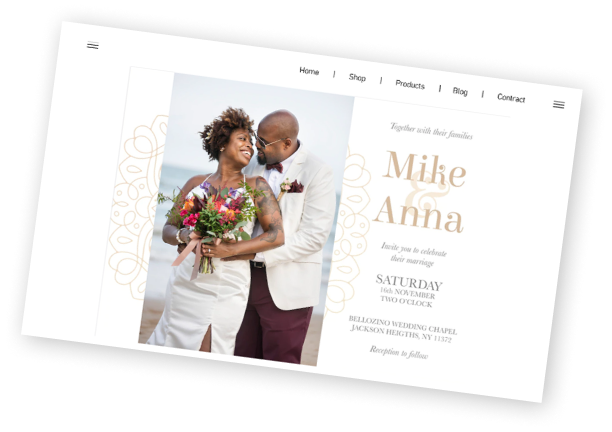 Home | Shop | Products | Blog | Contract
Together with their families
Mike
&
Anna
Invite you to celebrate
their marriage
SATURDAY
16th NOVEMBER
TWO O'CLOCK
BELLOZINO WEDDING CHAPEL
JACKSON HEIGTHS, NY 11372
Reception to follow